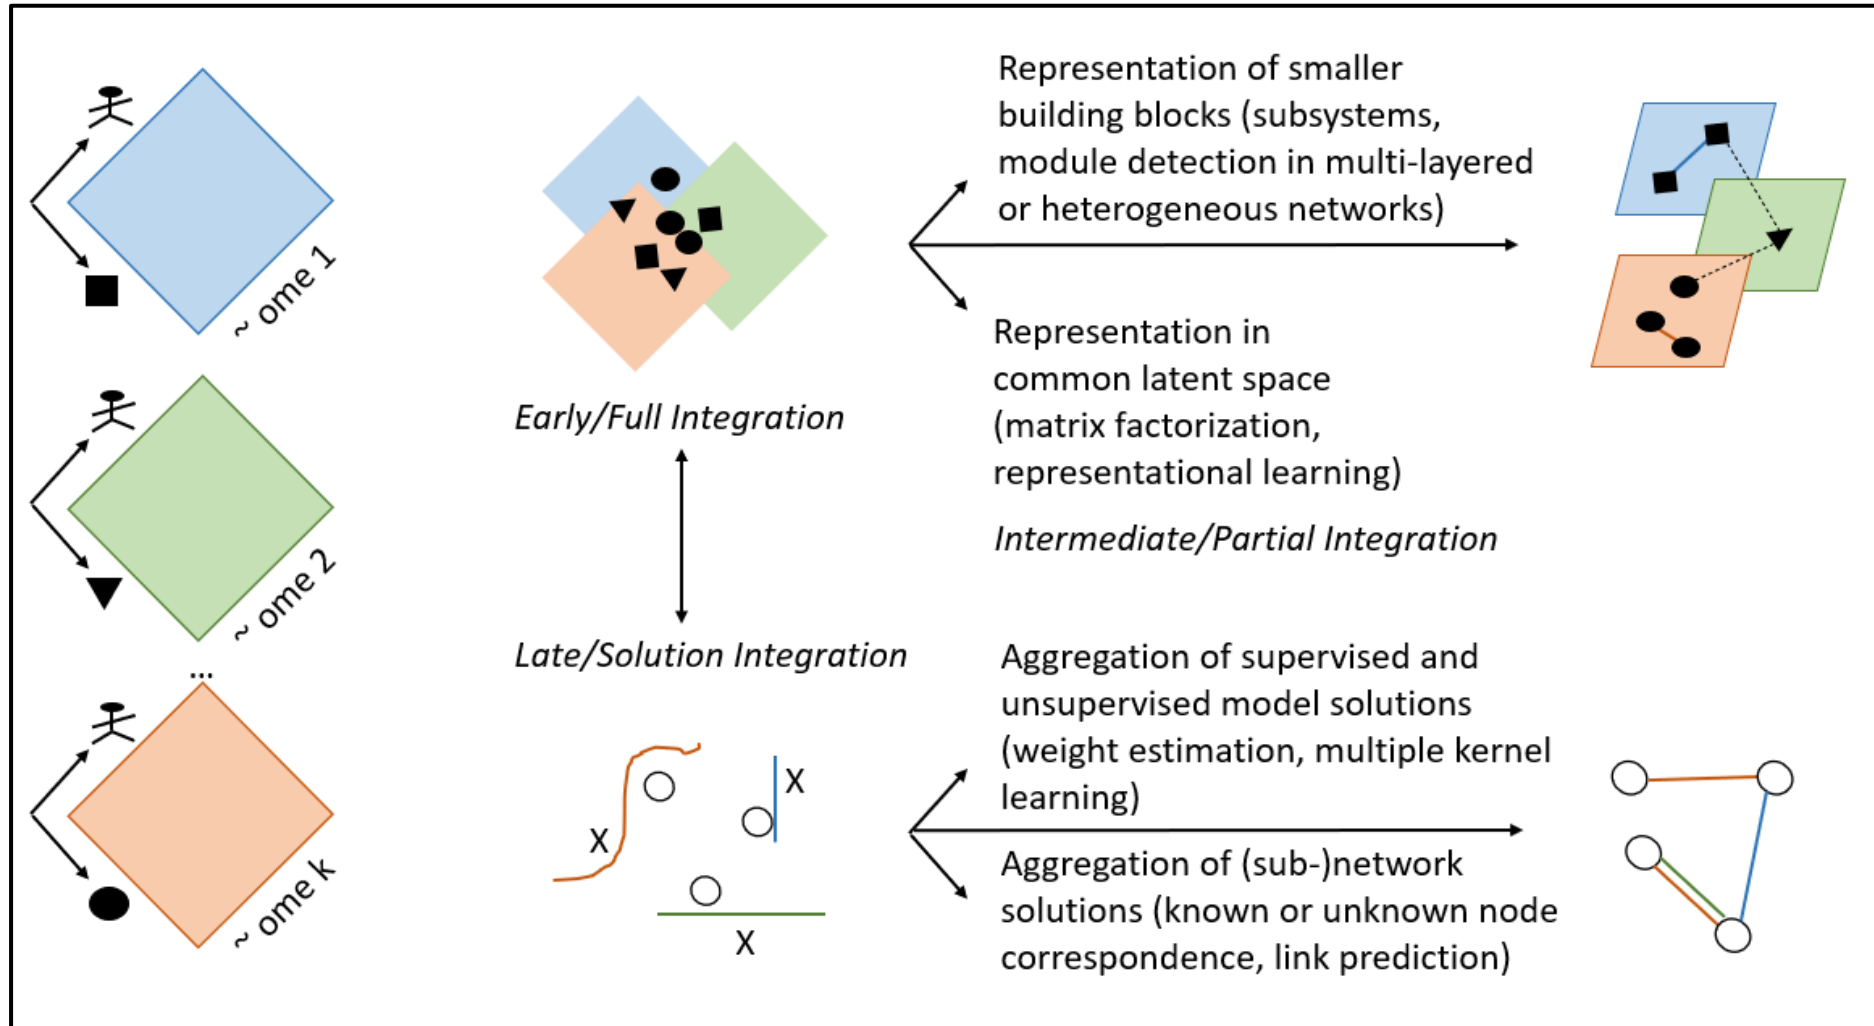 ~ ome 1
~ ome 2
...
~ ome k
Early/Full Integration
Late/Solution Integration
X
X
X
Representation of smaller
building blocks (subsystems,
module detection in multi-layered
or heterogeneous networks)
Representation in
common latent space
(matrix factorization,
representational learning)
Intermediate/Partial Integration
Aggregation of supervised and
unsupervised model solutions
(weight estimation, multiple kernel
learning)
Aggregation of (sub-)network
solutions (known or unknown node
correspondence, link prediction)